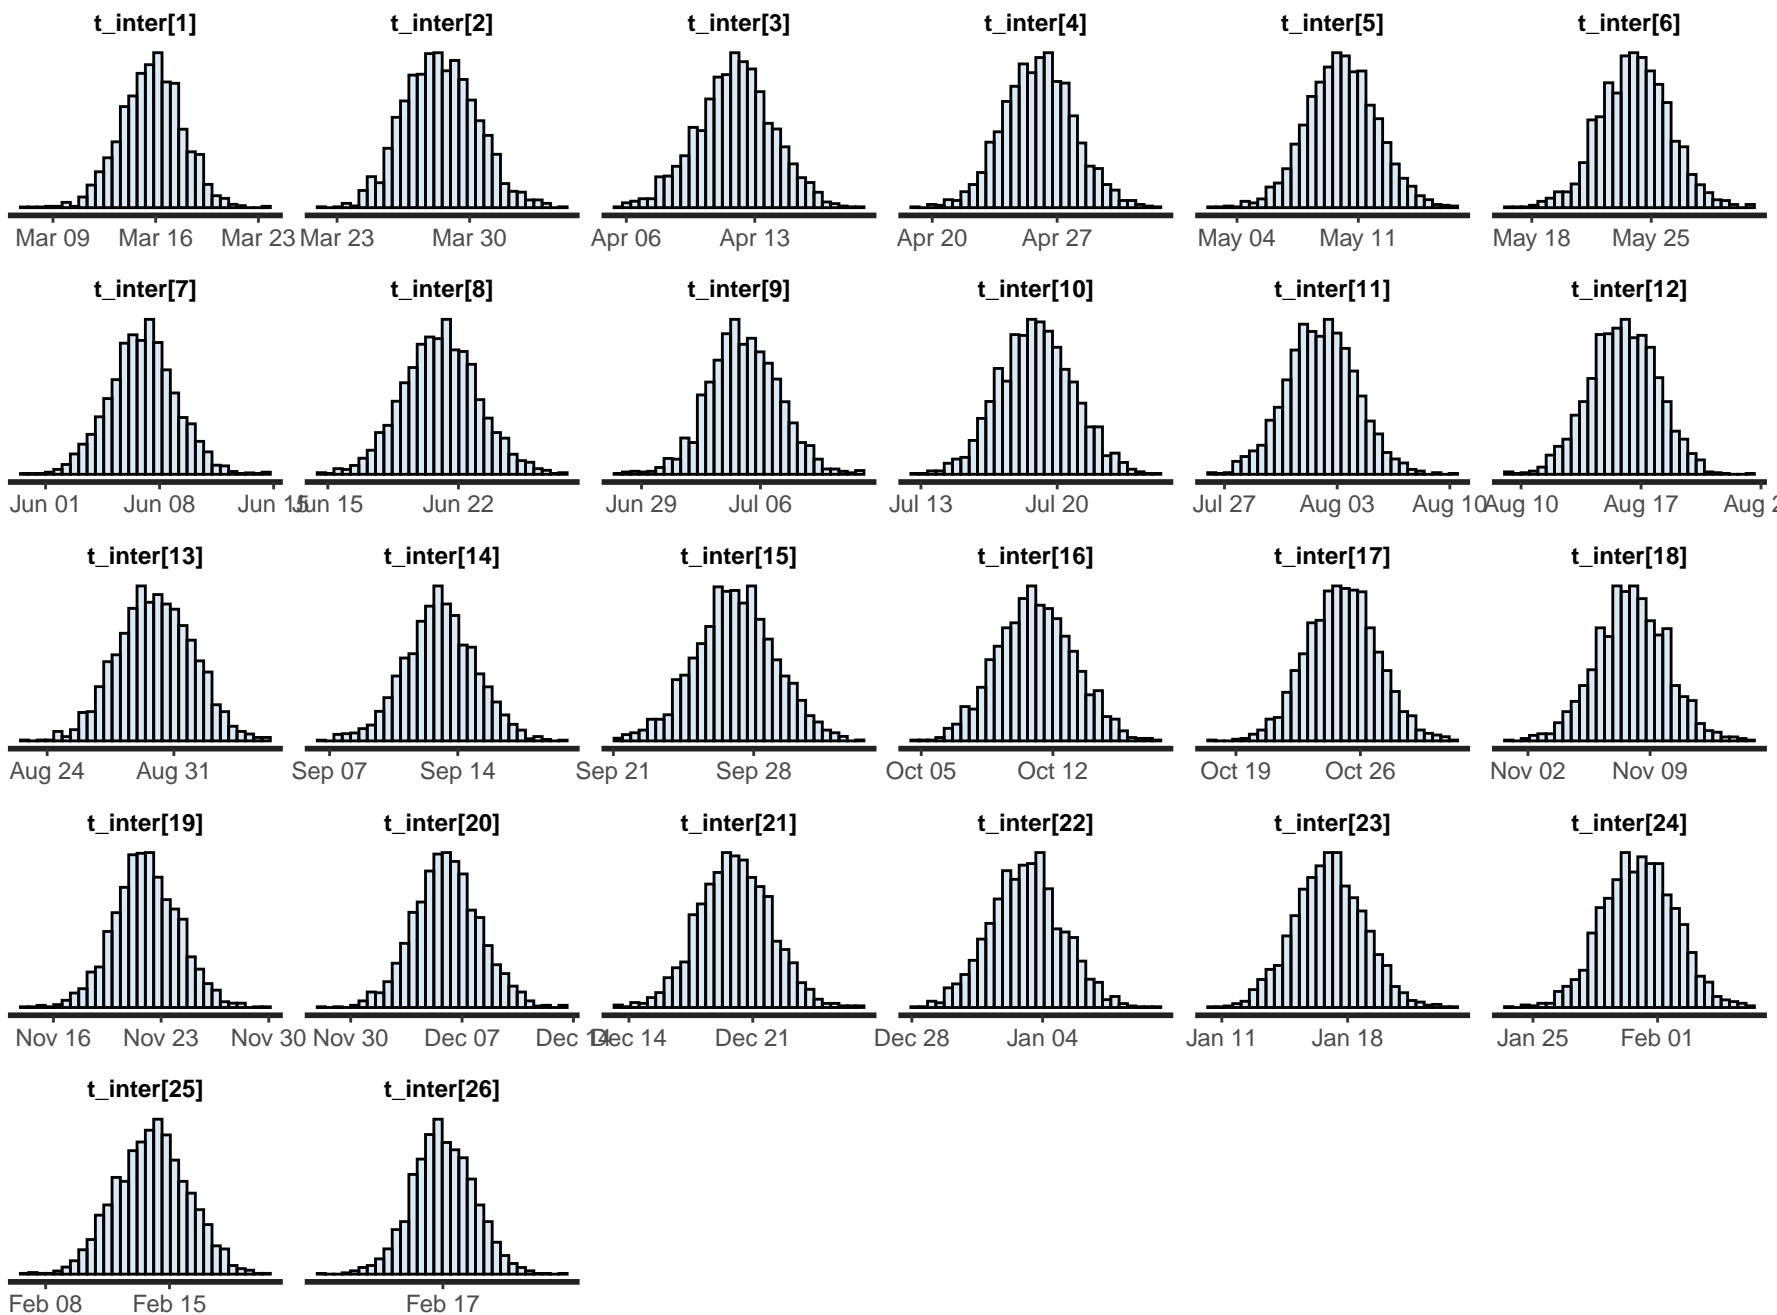 t_inter[1] t_inter[2] t_inter[3] t_inter[4] t_inter[5] t_inter[6]
Mar 09 Mar 16 Mar 23 Mar 23 Mar 30 Apr 06 Apr 13 Apr 20 Apr 27 May 04 May 11 May 18 May 25
t_inter[7] t_inter[8] t_inter[9] t_inter[10] t_inter[11] t_inter[12]
Jun 01 Jun 08 Jun 15 Jun 15 Jun 22 Jun 29 Jul 06 Jul 13 Jul 20 Jul 27 Aug 03 Aug 10 Aug 10 Aug 17 Aug 2
t_inter[13] t_inter[14] t_inter[15] t_inter[16] t_inter[17] t_inter[18]
Aug 24 Aug 31 Sep 07 Sep 14 Sep 21 Sep 28 Oct 05 Oct 12 Oct 19 Oct 26 Nov 02 Nov 09
t_inter[19] t_inter[20] t_inter[21] t_inter[22] t_inter[23] t_inter[24]
Nov 16 Nov 23 Nov 30 Nov 30 Dec 07 Dec 14 Dec 14 Dec 21 Dec 28 Jan 04 Jan 11 Jan 18 Jan 25 Feb 01
t_inter[25] t_inter[26]
Feb 08 Feb 15 Feb 17